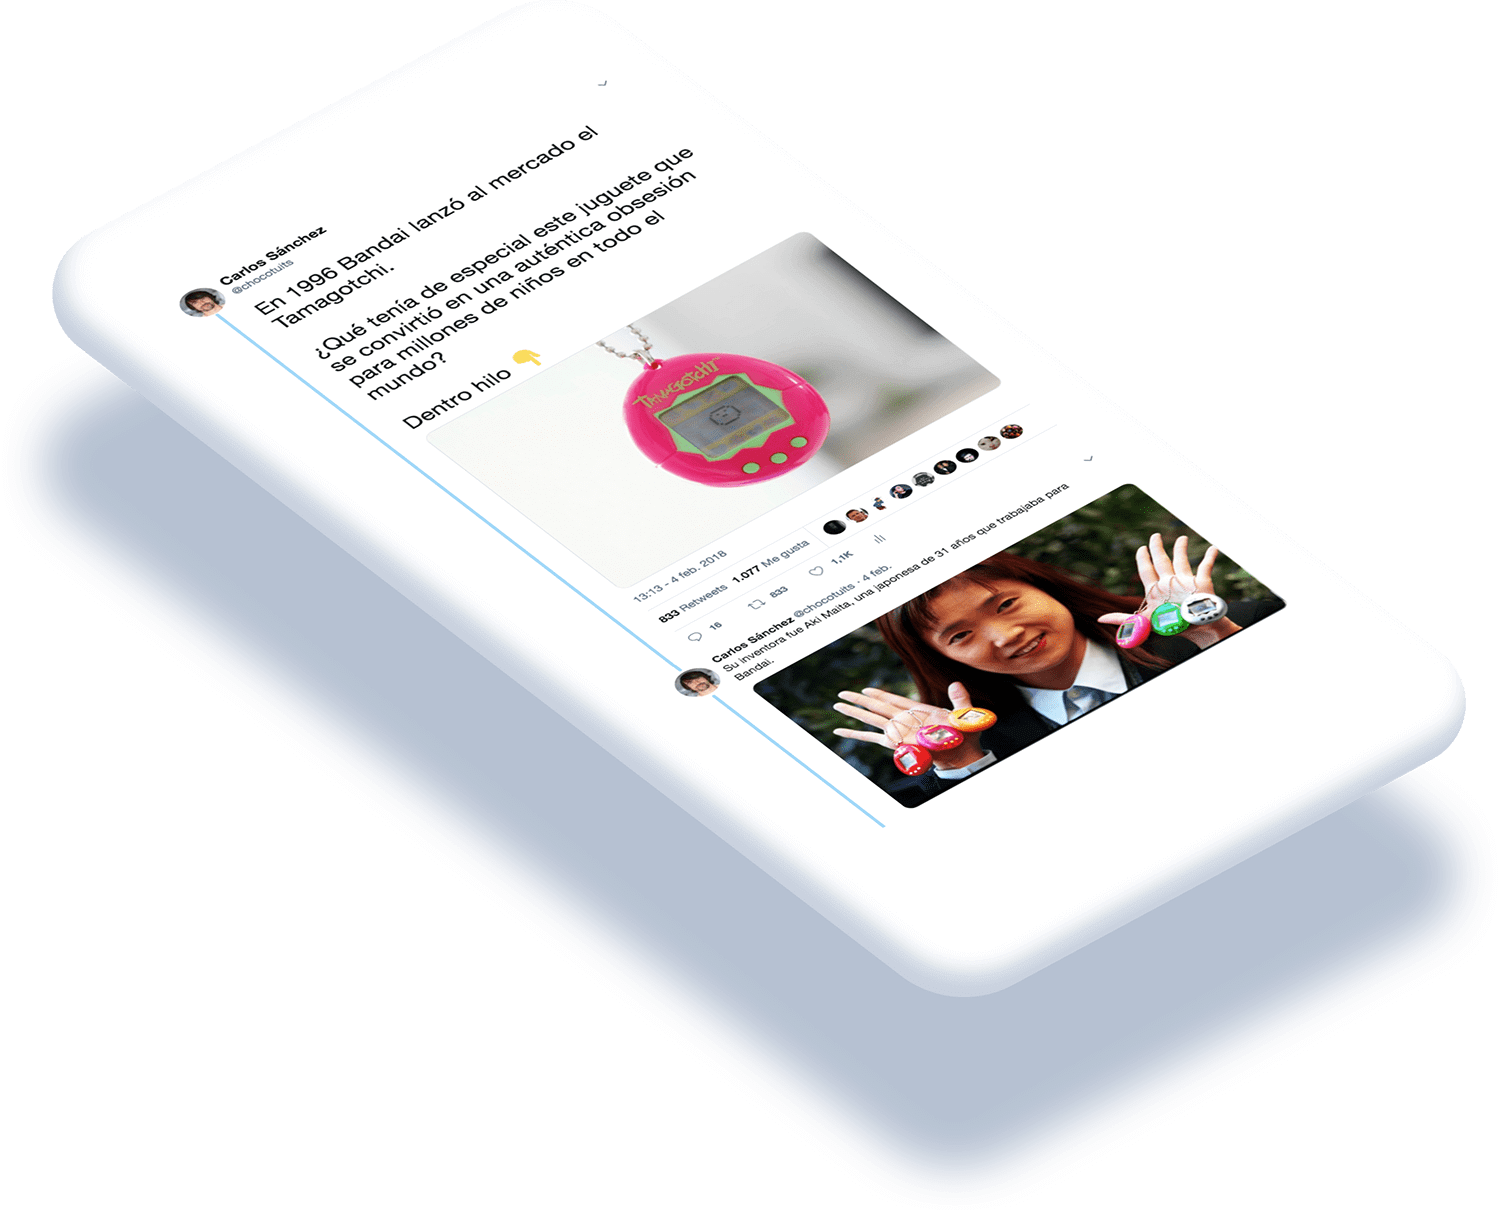 Carlos Sánchez
@chocotuits
En 1996 Bandai lanzó al mercado el
Tamagotchi.
¿Qué tenía de especial este juguete que
se convirtió en una auténtica obsesión
para millones de niños en todo el
mundo?
Dentro hilo 👇
TAMAGOTCHI
13:13 - 4 feb. 2018
833 Retweets 1.077 Me gusta
16 833 1,1K
Carlos Sánchez @chocotuits · 4 feb.
Su inventora fue Aki Maita, una japonesa de 31 años que trabajaba para
Bandai.